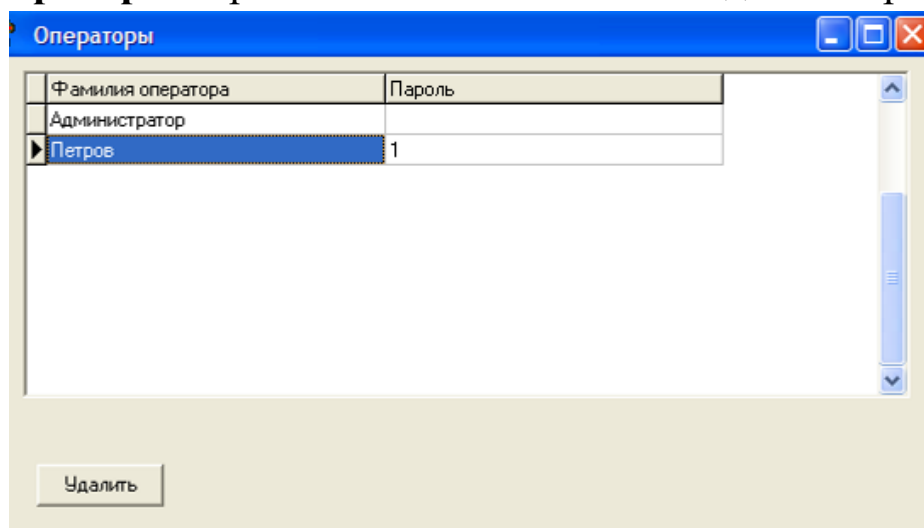 Операторы
Фамилия оператора Пароль
Администратор
Петров 1
Удалить